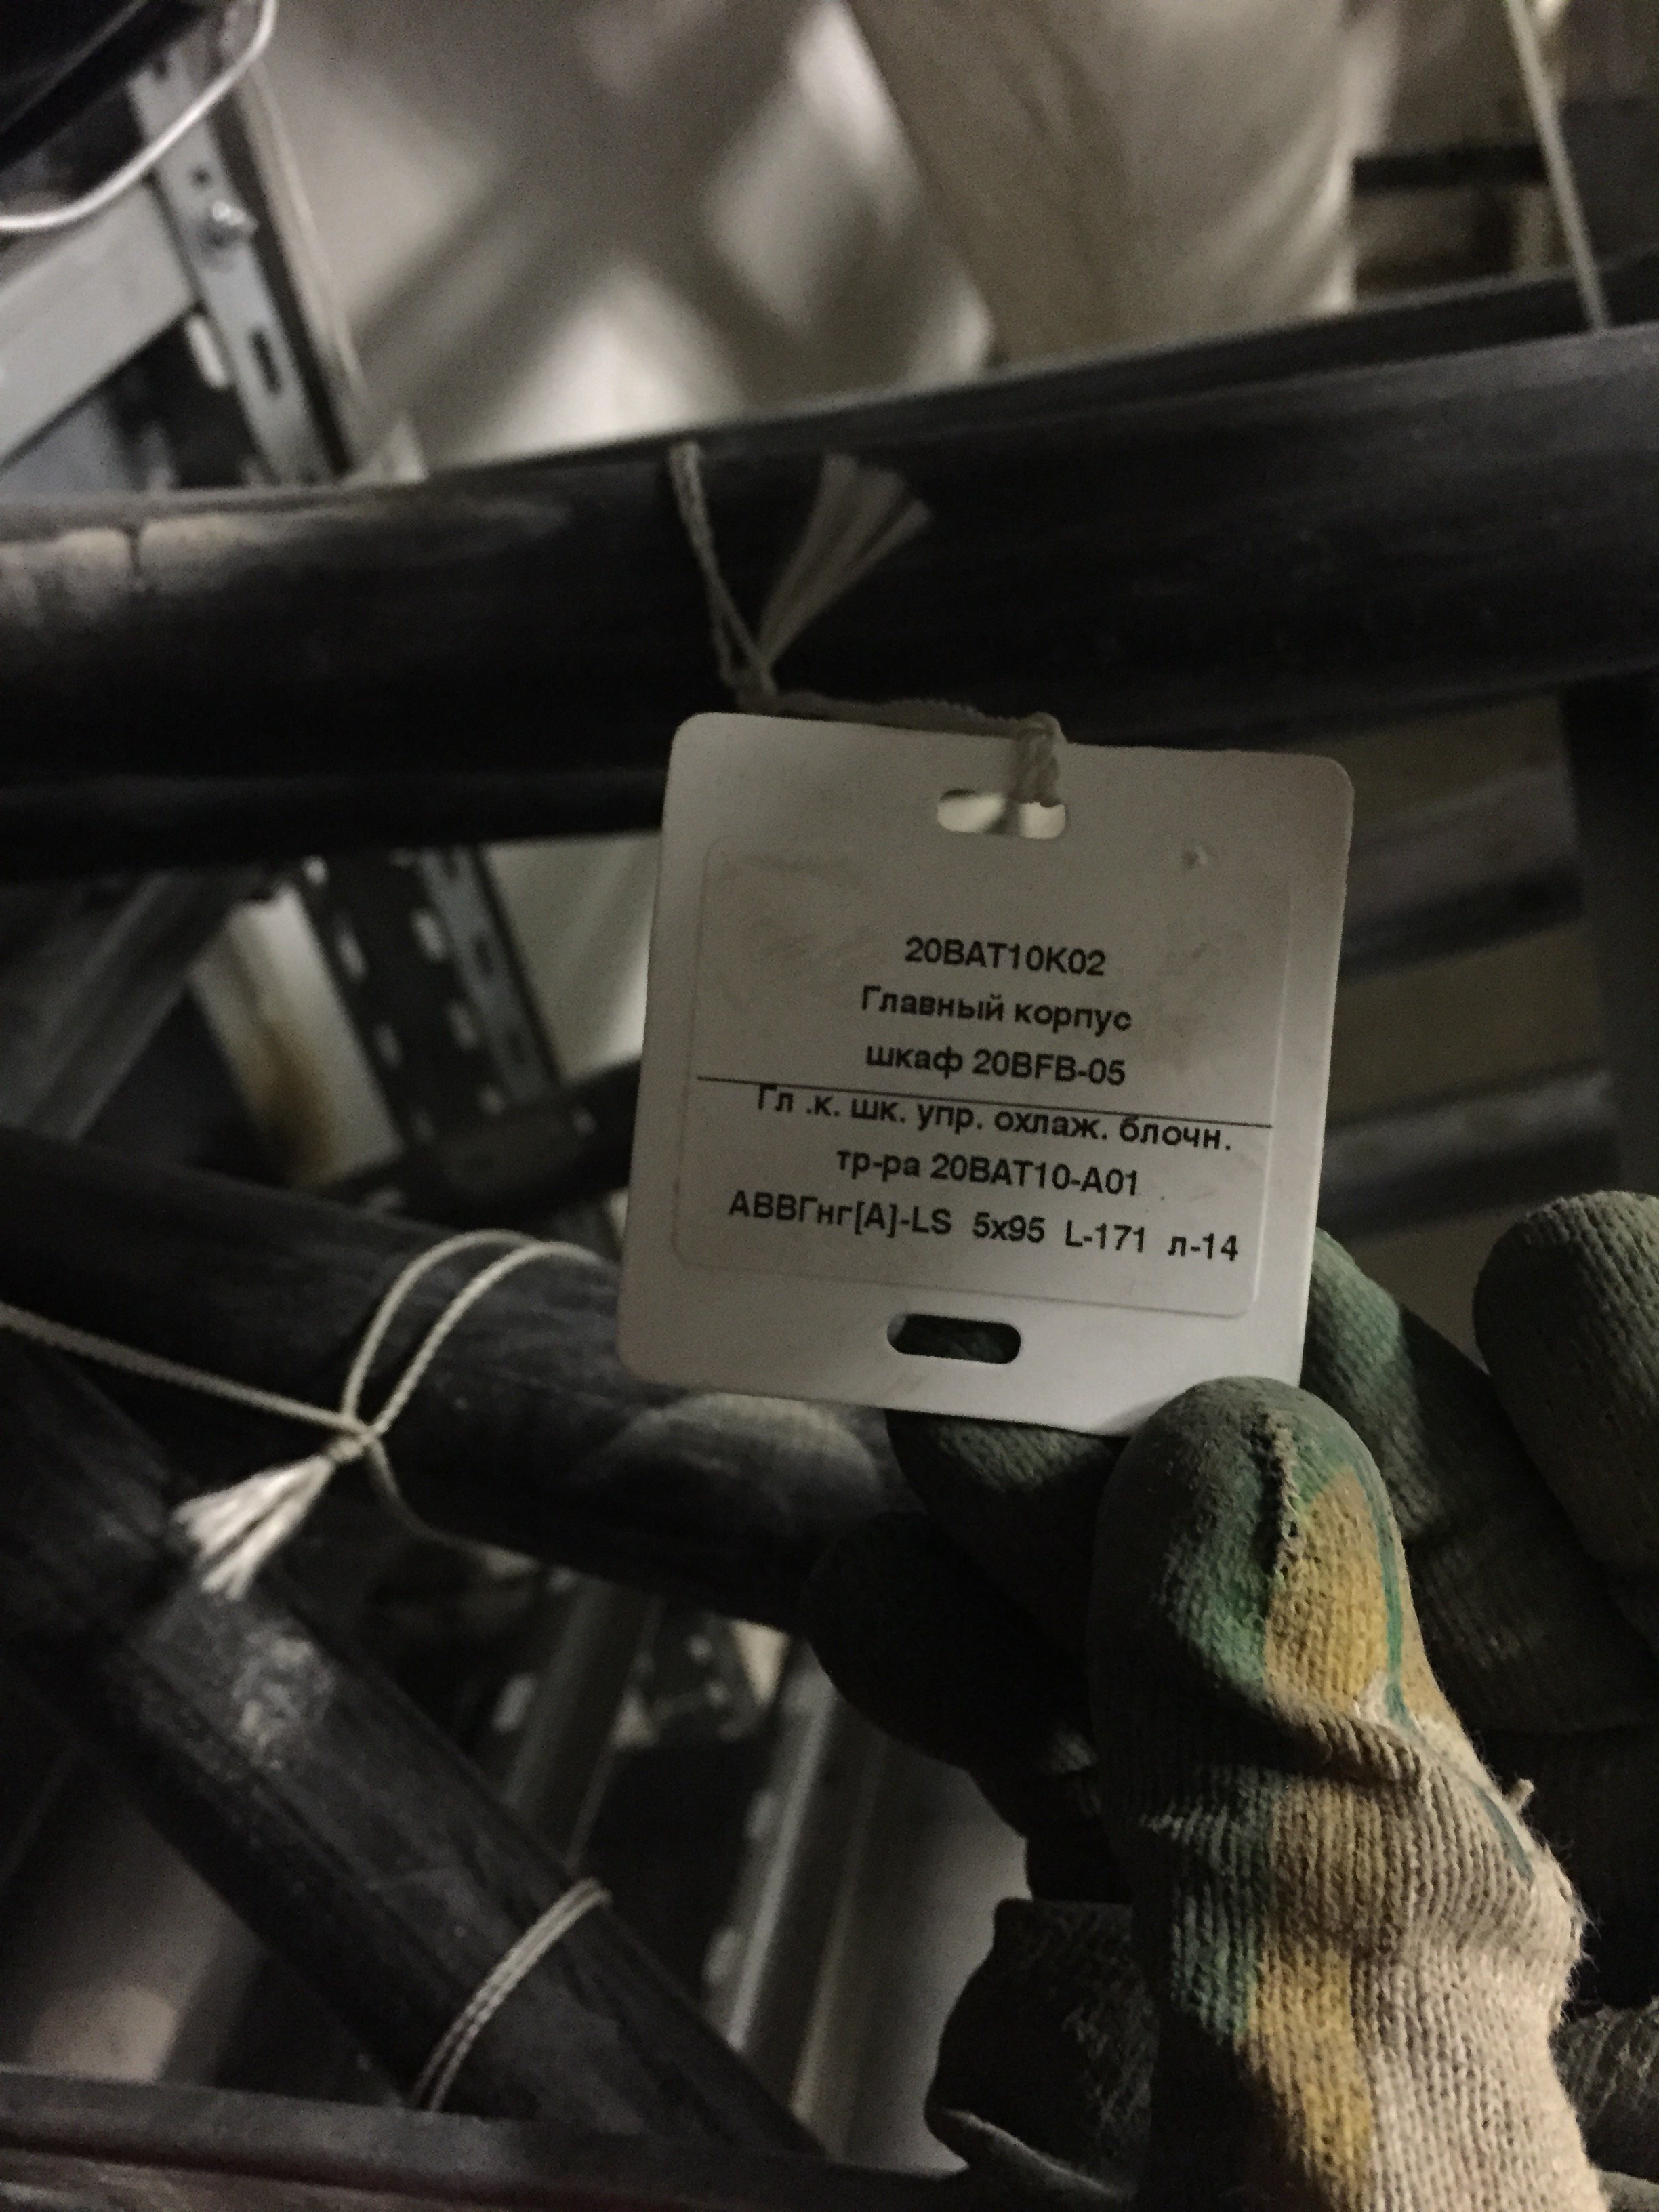 20BAT10K02
Главный корпус
шкаф 20BFB-05
Гл .к. шк. упр. охлаж. блочн.
тр-ра 20BAT10-A01
АВВГнг[А]-LS 5х95 L-171 л-14